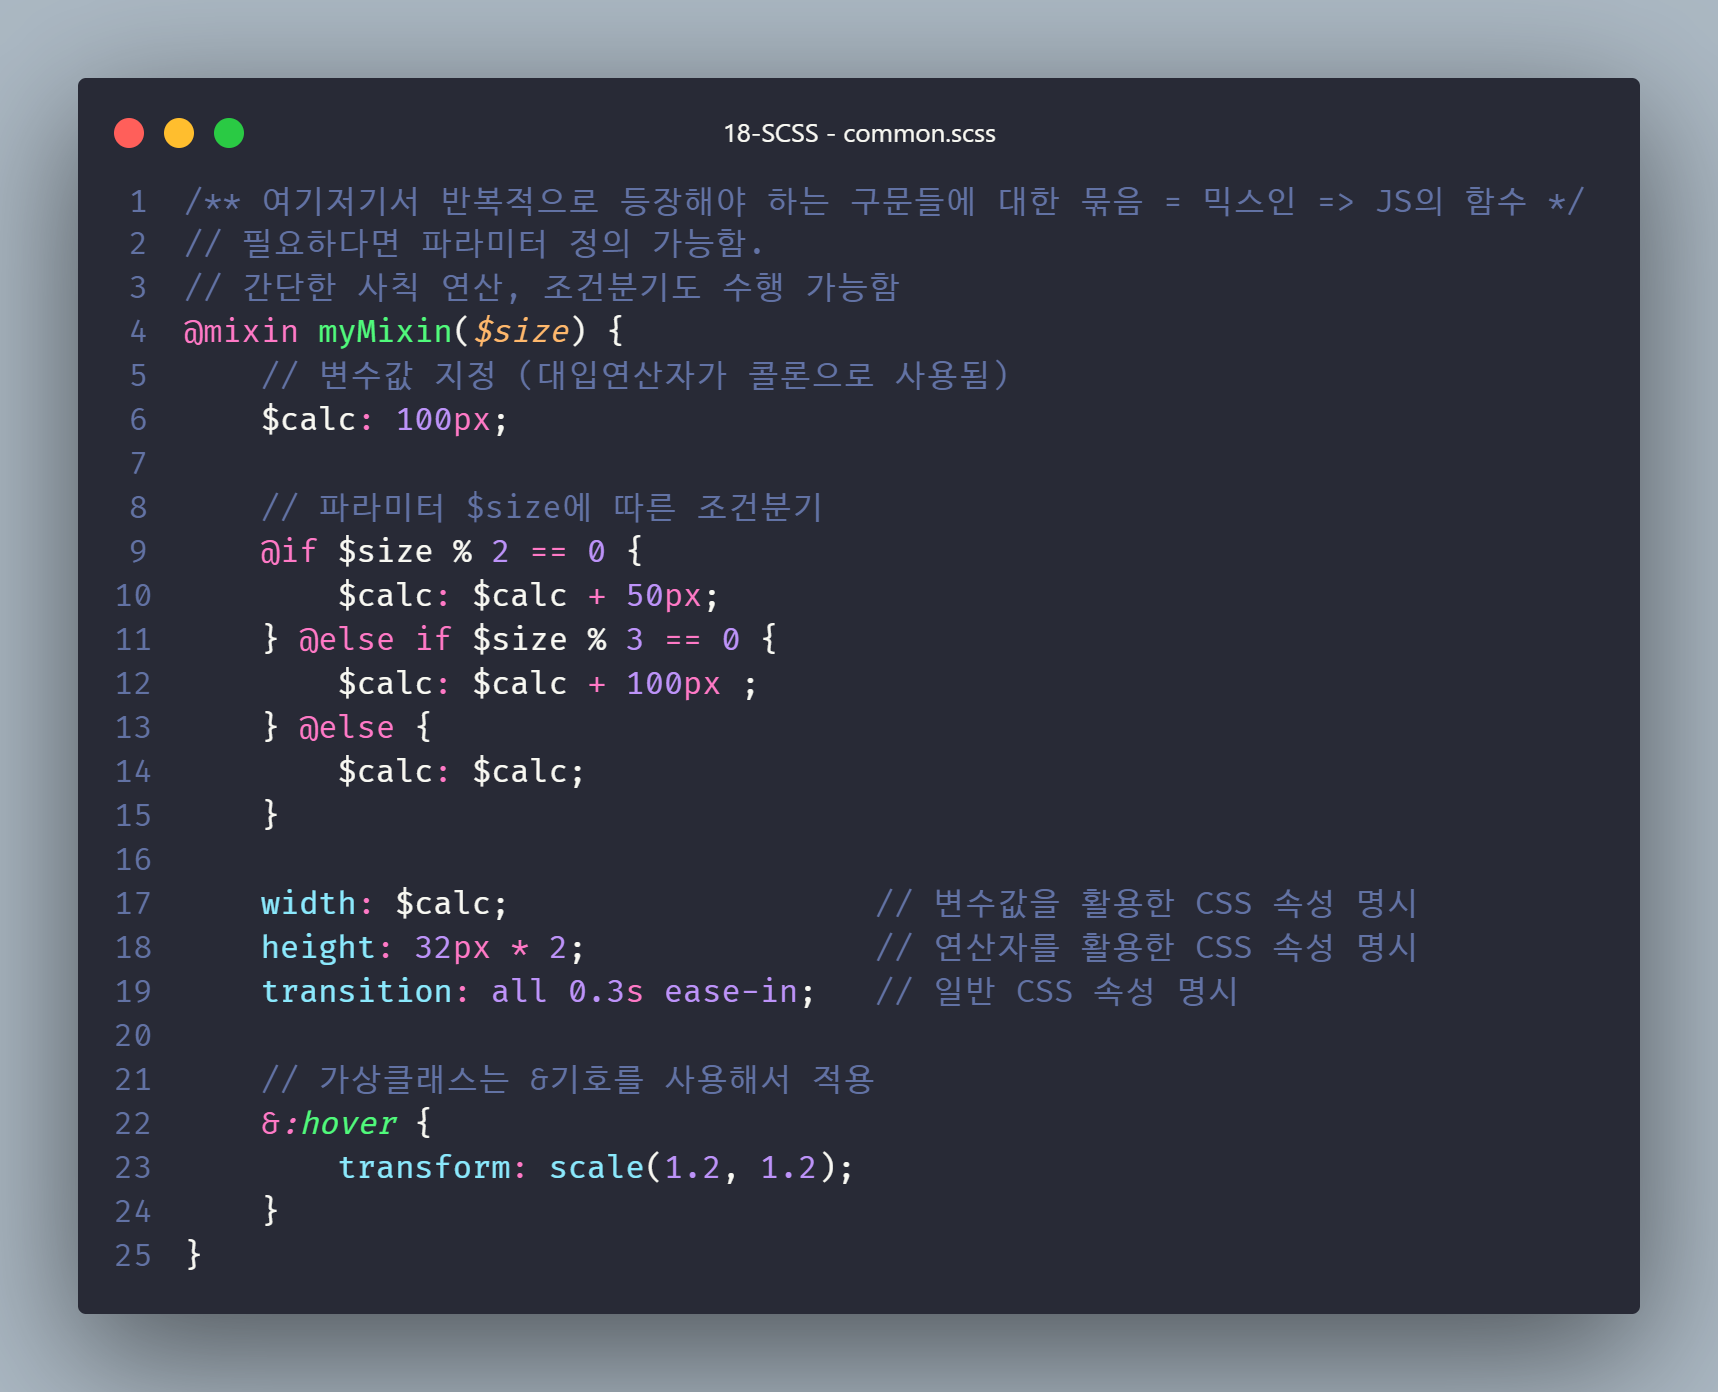 18-SCSS - common.scss
1 /** 여기저기서 반복적으로 등장해야 하는 구문들에 대한 묶음 = 믹스인 => JS의 함수 */
2 // 필요하다면 파라미터 정의 가능함.
3 // 간단한 사칙 연산, 조건분기도 수행 가능함
4 @mixin myMixin($size) {
5     // 변수값 지정 (대입연산자가 콜론으로 사용됨)
6     $calc: 100px;
7
8     // 파라미터 $size에 따른 조건분기
9     @if $size % 2 == 0 {
10         $calc: $calc + 50px;
11     } @else if $size % 3 == 0 {
12         $calc: $calc + 100px ;
13     } @else {
14         $calc: $calc;
15     }
16
17     width: $calc;                   // 변수값을 활용한 CSS 속성 명시
18     height: 32px * 2;               // 연산자를 활용한 CSS 속성 명시
19     transition: all 0.3s ease-in;   // 일반 CSS 속성 명시
20
21     // 가상클래스는 &기호를 사용해서 적용
22     &:hover {
23         transform: scale(1.2, 1.2);
24     }
25 }